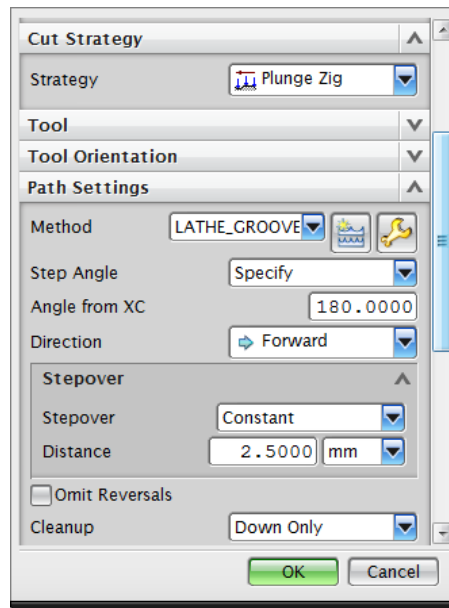 Cut Strategy
Strategy Plunge Zig
Tool
Tool Orientation
Path Settings
Method LATHE_GROOVE
Step Angle Specify
Angle from XC 180.0000
Direction Forward
Stepover
Stepover Constant
Distance 2.5000 mm
Omit Reversals
Cleanup Down Only
OK Cancel